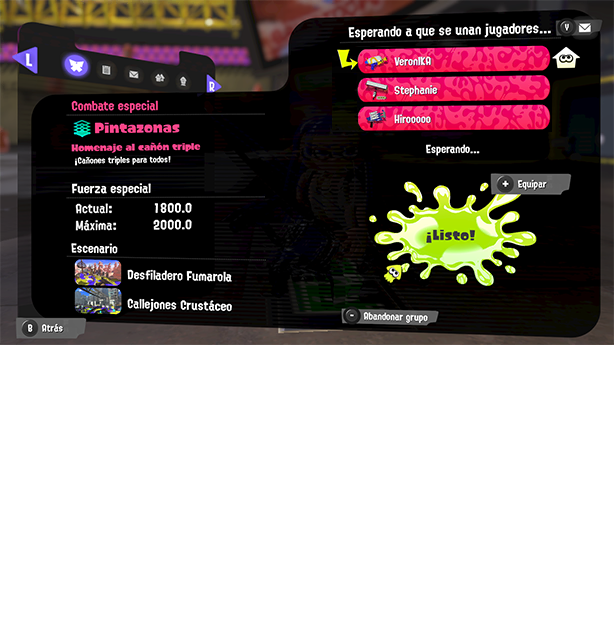 Esperando a que se unan jugadores...
Y
L
R
VeronIKA
Stephanie
Hirooooo
Esperando...
+ Equipar
¡Listo!
- Abandonar grupo
Combate especial
Pintazonas
Homenaje al cañón triple
¡Cañones triples para todos!
Fuerza especial
Actual: 1800.0
Máxima: 2000.0
Escenario
Desfiladero Fumarola
Callejones Crustáceo
B Atrás